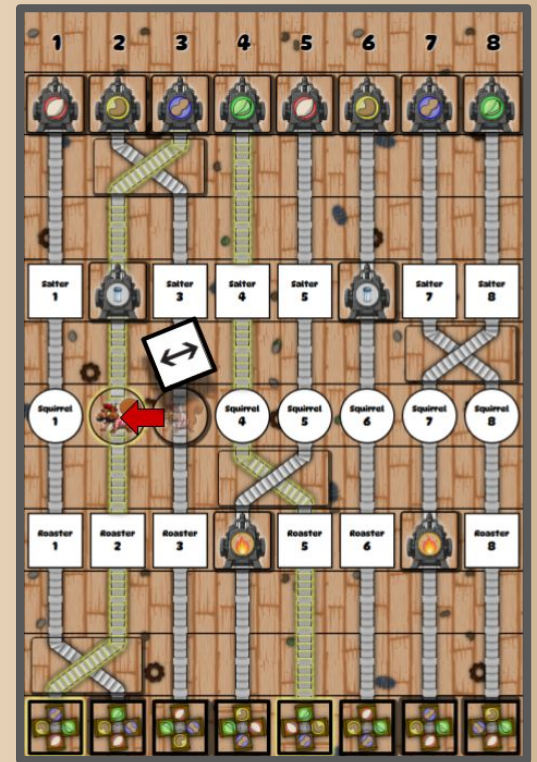 1 2 3 4 5 6 7 8
Salter 1
Salter 3
Salter 4
Salter 5
Salter 7
Salter 8
Squirrel 1
Squirrel 4
Squirrel 5
Squirrel 6
Squirrel 7
Squirrel 8
Roaster 1
Roaster 2
Roaster 3
Roaster 5
Roaster 6
Roaster 8